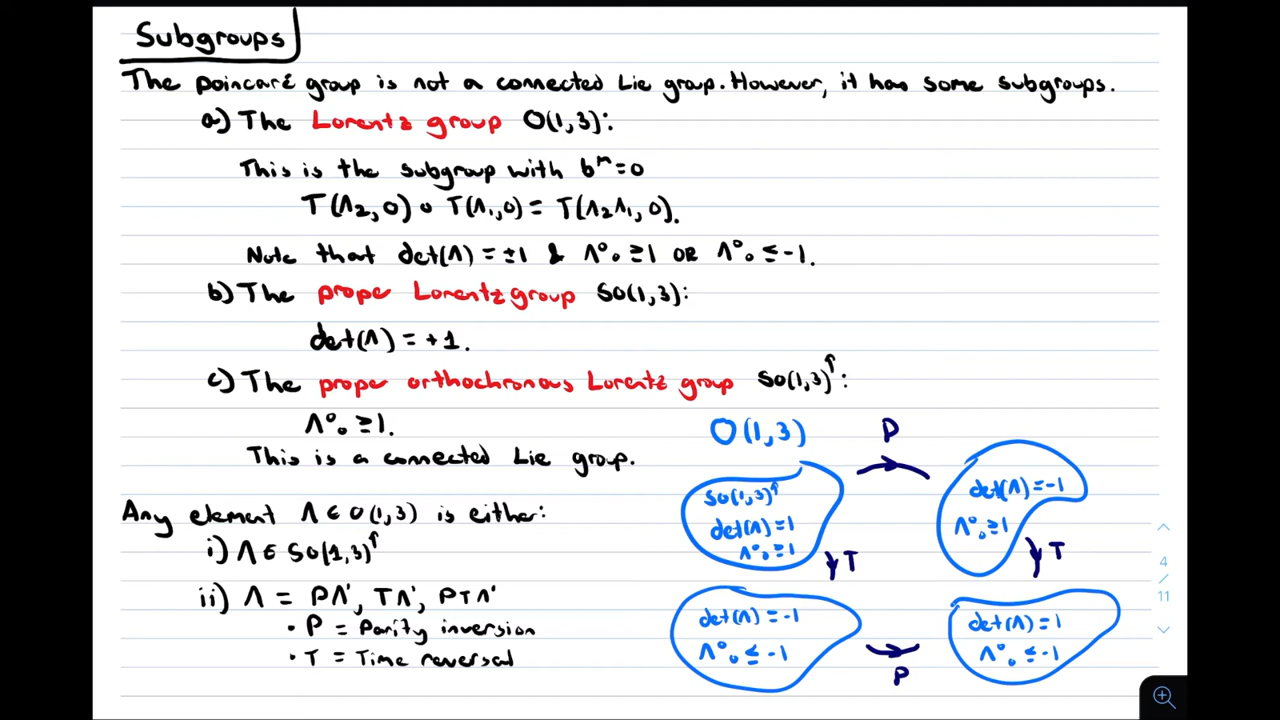 Subgroups
The Poincaré group is not a connected Lie group. However, it has some subgroups.
a) The Lorentz group O(1,3):
This is the subgroup with b^μ=0
T(Λ₂,0)∘T(Λ₁,0)=T(Λ₂Λ₁,0).
Note that det(Λ)=±1 & Λ⁰₀≥1 OR Λ⁰₀≤-1.
b) The proper Lorentz group SO(1,3):
det(Λ)=+1.
c) The proper orthochronous Lorentz group SO(1,3)^↑:
Λ⁰₀≥1.
This is a connected Lie group.
Any element Λ∈O(1,3) is either:
i) Λ∈SO(1,3)^↑
ii) Λ = PΛ', TΛ', PTΛ'
• P = Parity inversion
• T = Time reversal
O(1,3)
P
SO(1,3)^↑
det(Λ)=1
Λ⁰₀≥1
det(Λ)=-1
Λ⁰₀≥1
T
T
det(Λ)=-1
Λ⁰₀≤-1
P
det(Λ)=1
Λ⁰₀≤-1
4
/
11